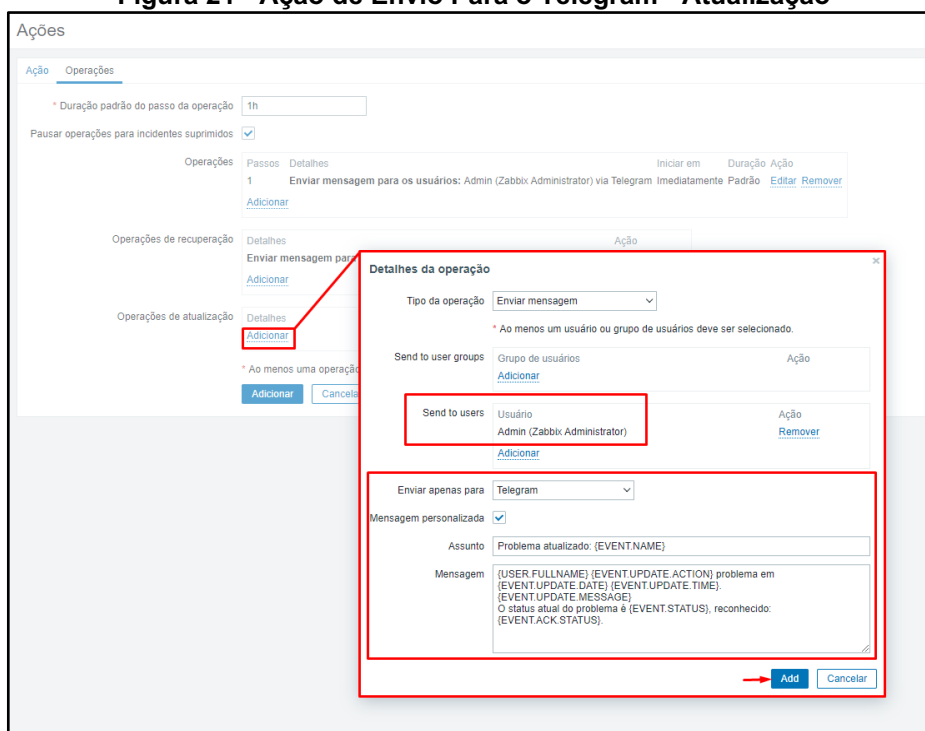 Figura 21 - Ação de Envio Para o Telegram - Atualização
Ações
Ação Operações
* Duração padrão do passo da operação 1h
Pausar operações para incidentes suprimidos
Operações Passos Detalhes Iniciar em Duração Ação
1 Enviar mensagem para os usuários: Admin (Zabbix Administrator) via Telegram Imediatamente Padrão Editar Remover
Adicionar
Operações de recuperação Detalhes Ação
Enviar mensagem para
Adicionar
Operações de atualização Detalhes
Adicionar
* Ao menos uma operação
Adicionar Cancela
Detalhes da operação
Tipo da operação Enviar mensagem
* Ao menos um usuário ou grupo de usuários deve ser selecionado.
Send to user groups Grupo de usuários Ação
Adicionar
Send to users Usuário Ação
Admin (Zabbix Administrator) Remover
Adicionar
Enviar apenas para Telegram
Mensagem personalizada
Assunto Problema atualizado: {EVENT.NAME}
Mensagem {USER.FULLNAME} {EVENT.UPDATE.ACTION} problema em
{EVENT.UPDATE.DATE} {EVENT.UPDATE.TIME}.
{EVENT.UPDATE.MESSAGE}
O status atual do problema é {EVENT.STATUS}, reconhecido:
{EVENT.ACK.STATUS}.
Add Cancelar